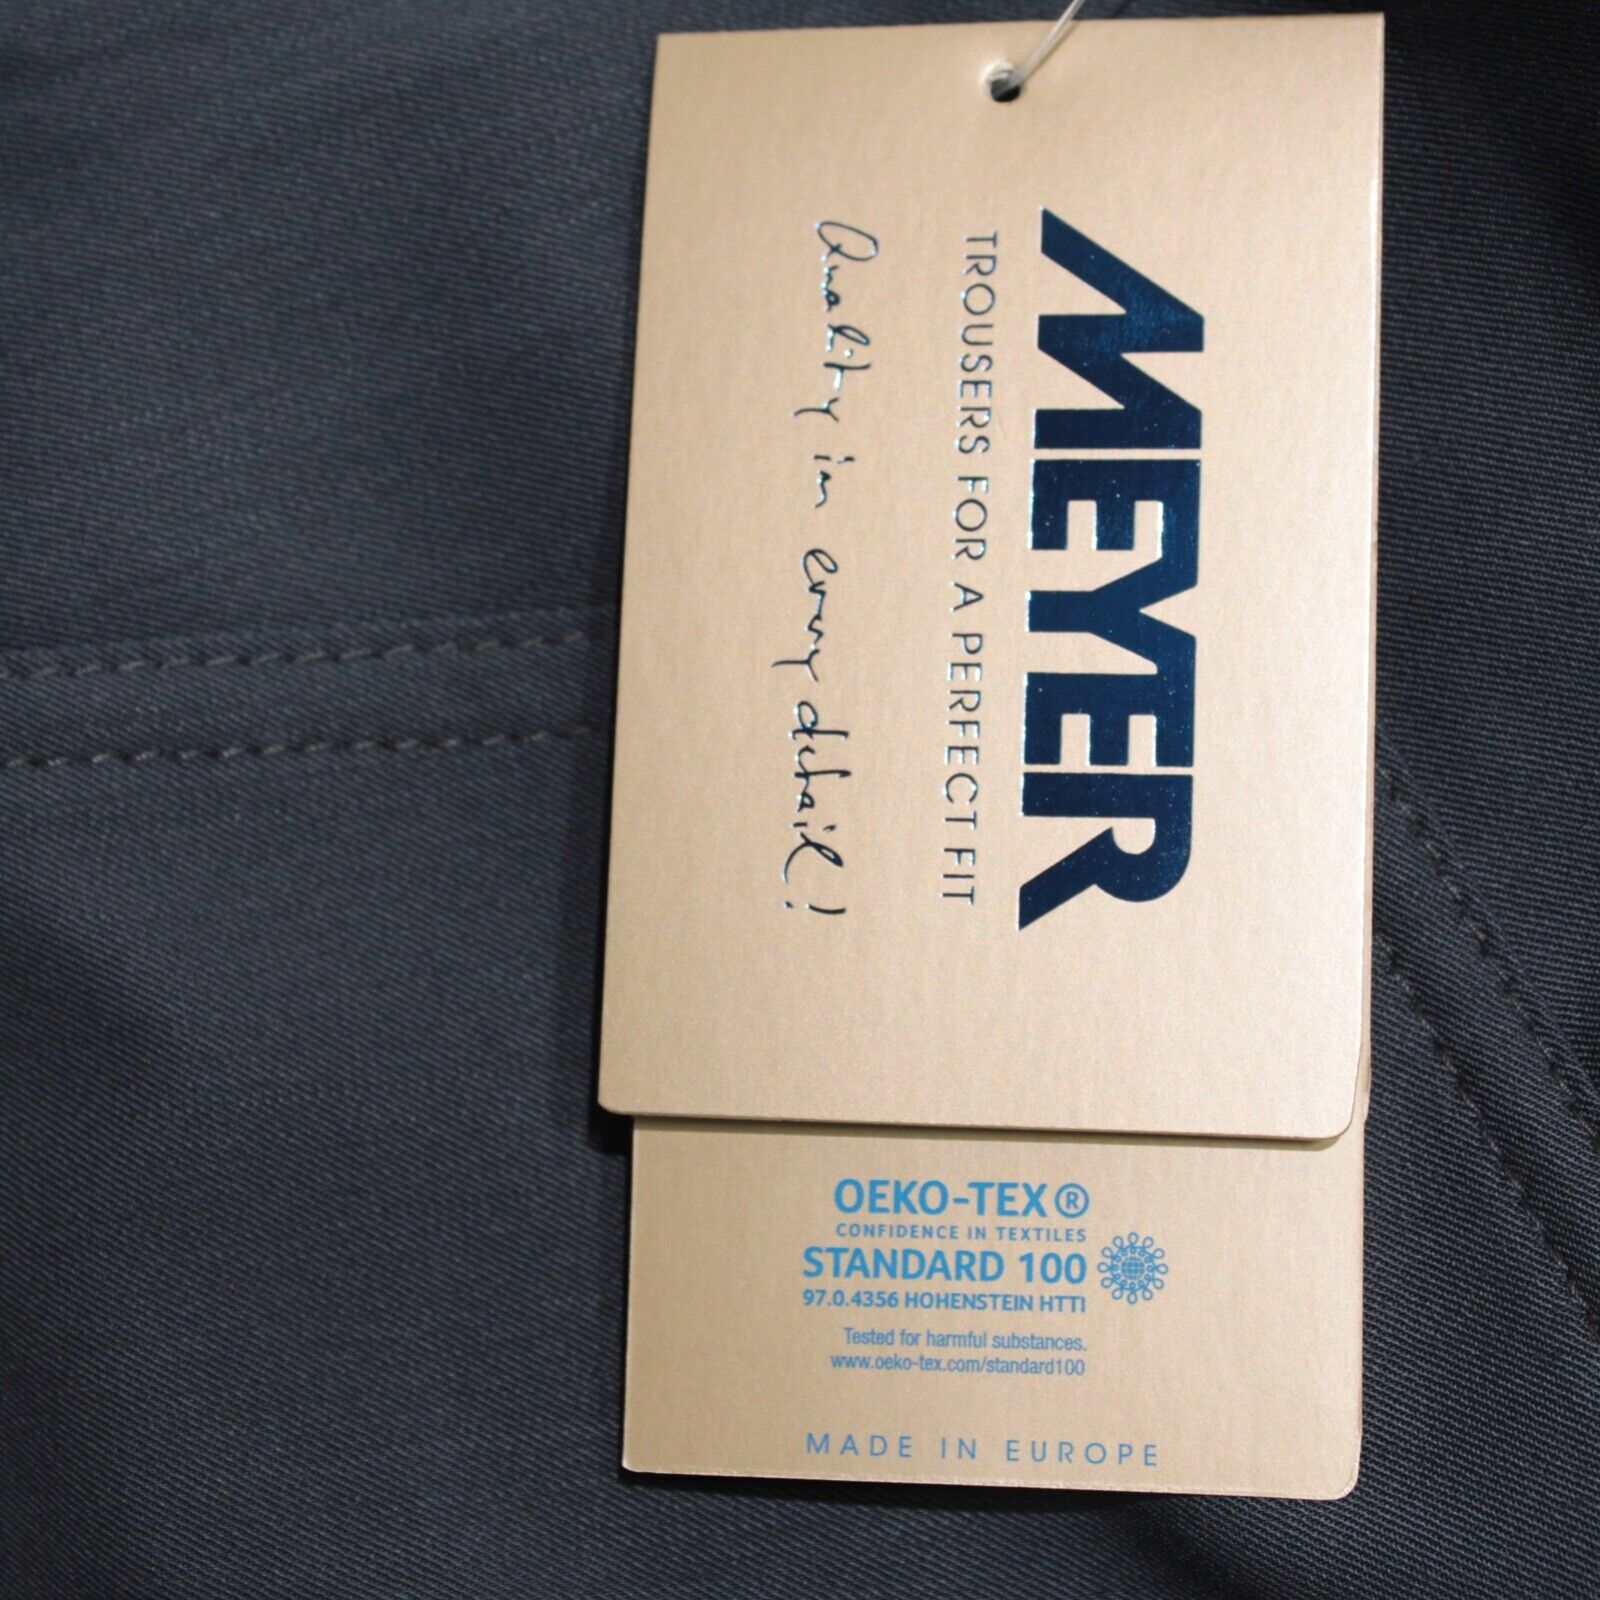 MEYER
TROUSERS FOR A PERFECT FIT
Quality in every detail!
OEKO-TEX®
CONFIDENCE IN TEXTILES
STANDARD 100
97.0.4356 HOHENSTEIN HTTI
Tested for harmful substances.
www.oeko-tex.com/standard100
MADE IN EUROPE